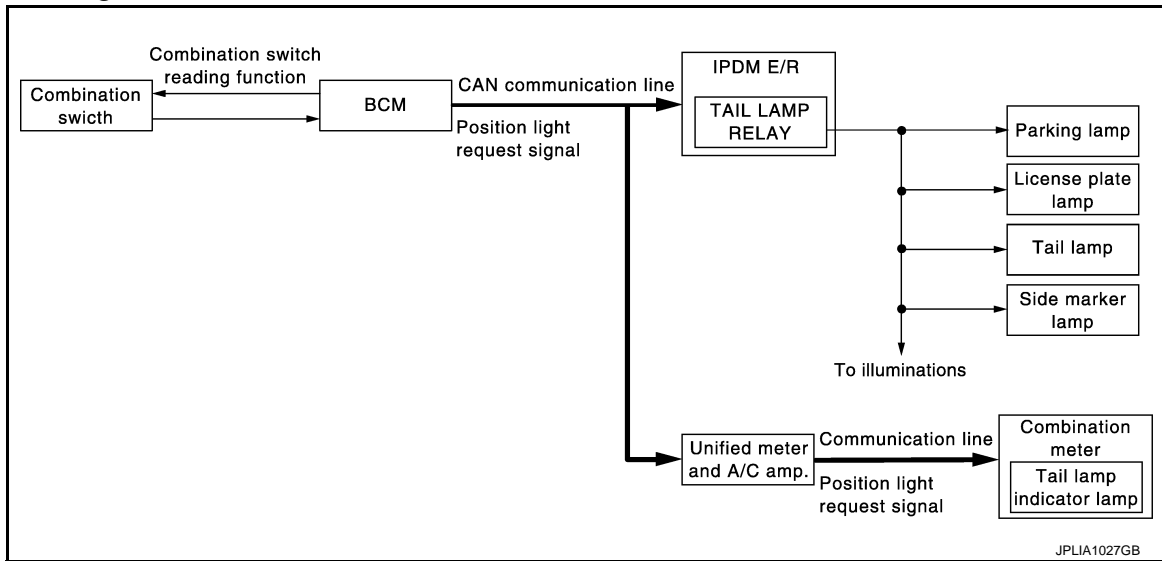 Combination switch
reading function
Combination
swicth
BCM
CAN communication line
Position light
request signal
IPDM E/R
TAIL LAMP
RELAY
Parking lamp
License plate
lamp
Tail lamp
Side marker
lamp
To illuminations
Unified meter
and A/C amp.
Communication line
Position light
request signal
Combination
meter
Tail lamp
indicator lamp
JPLIA1027GB